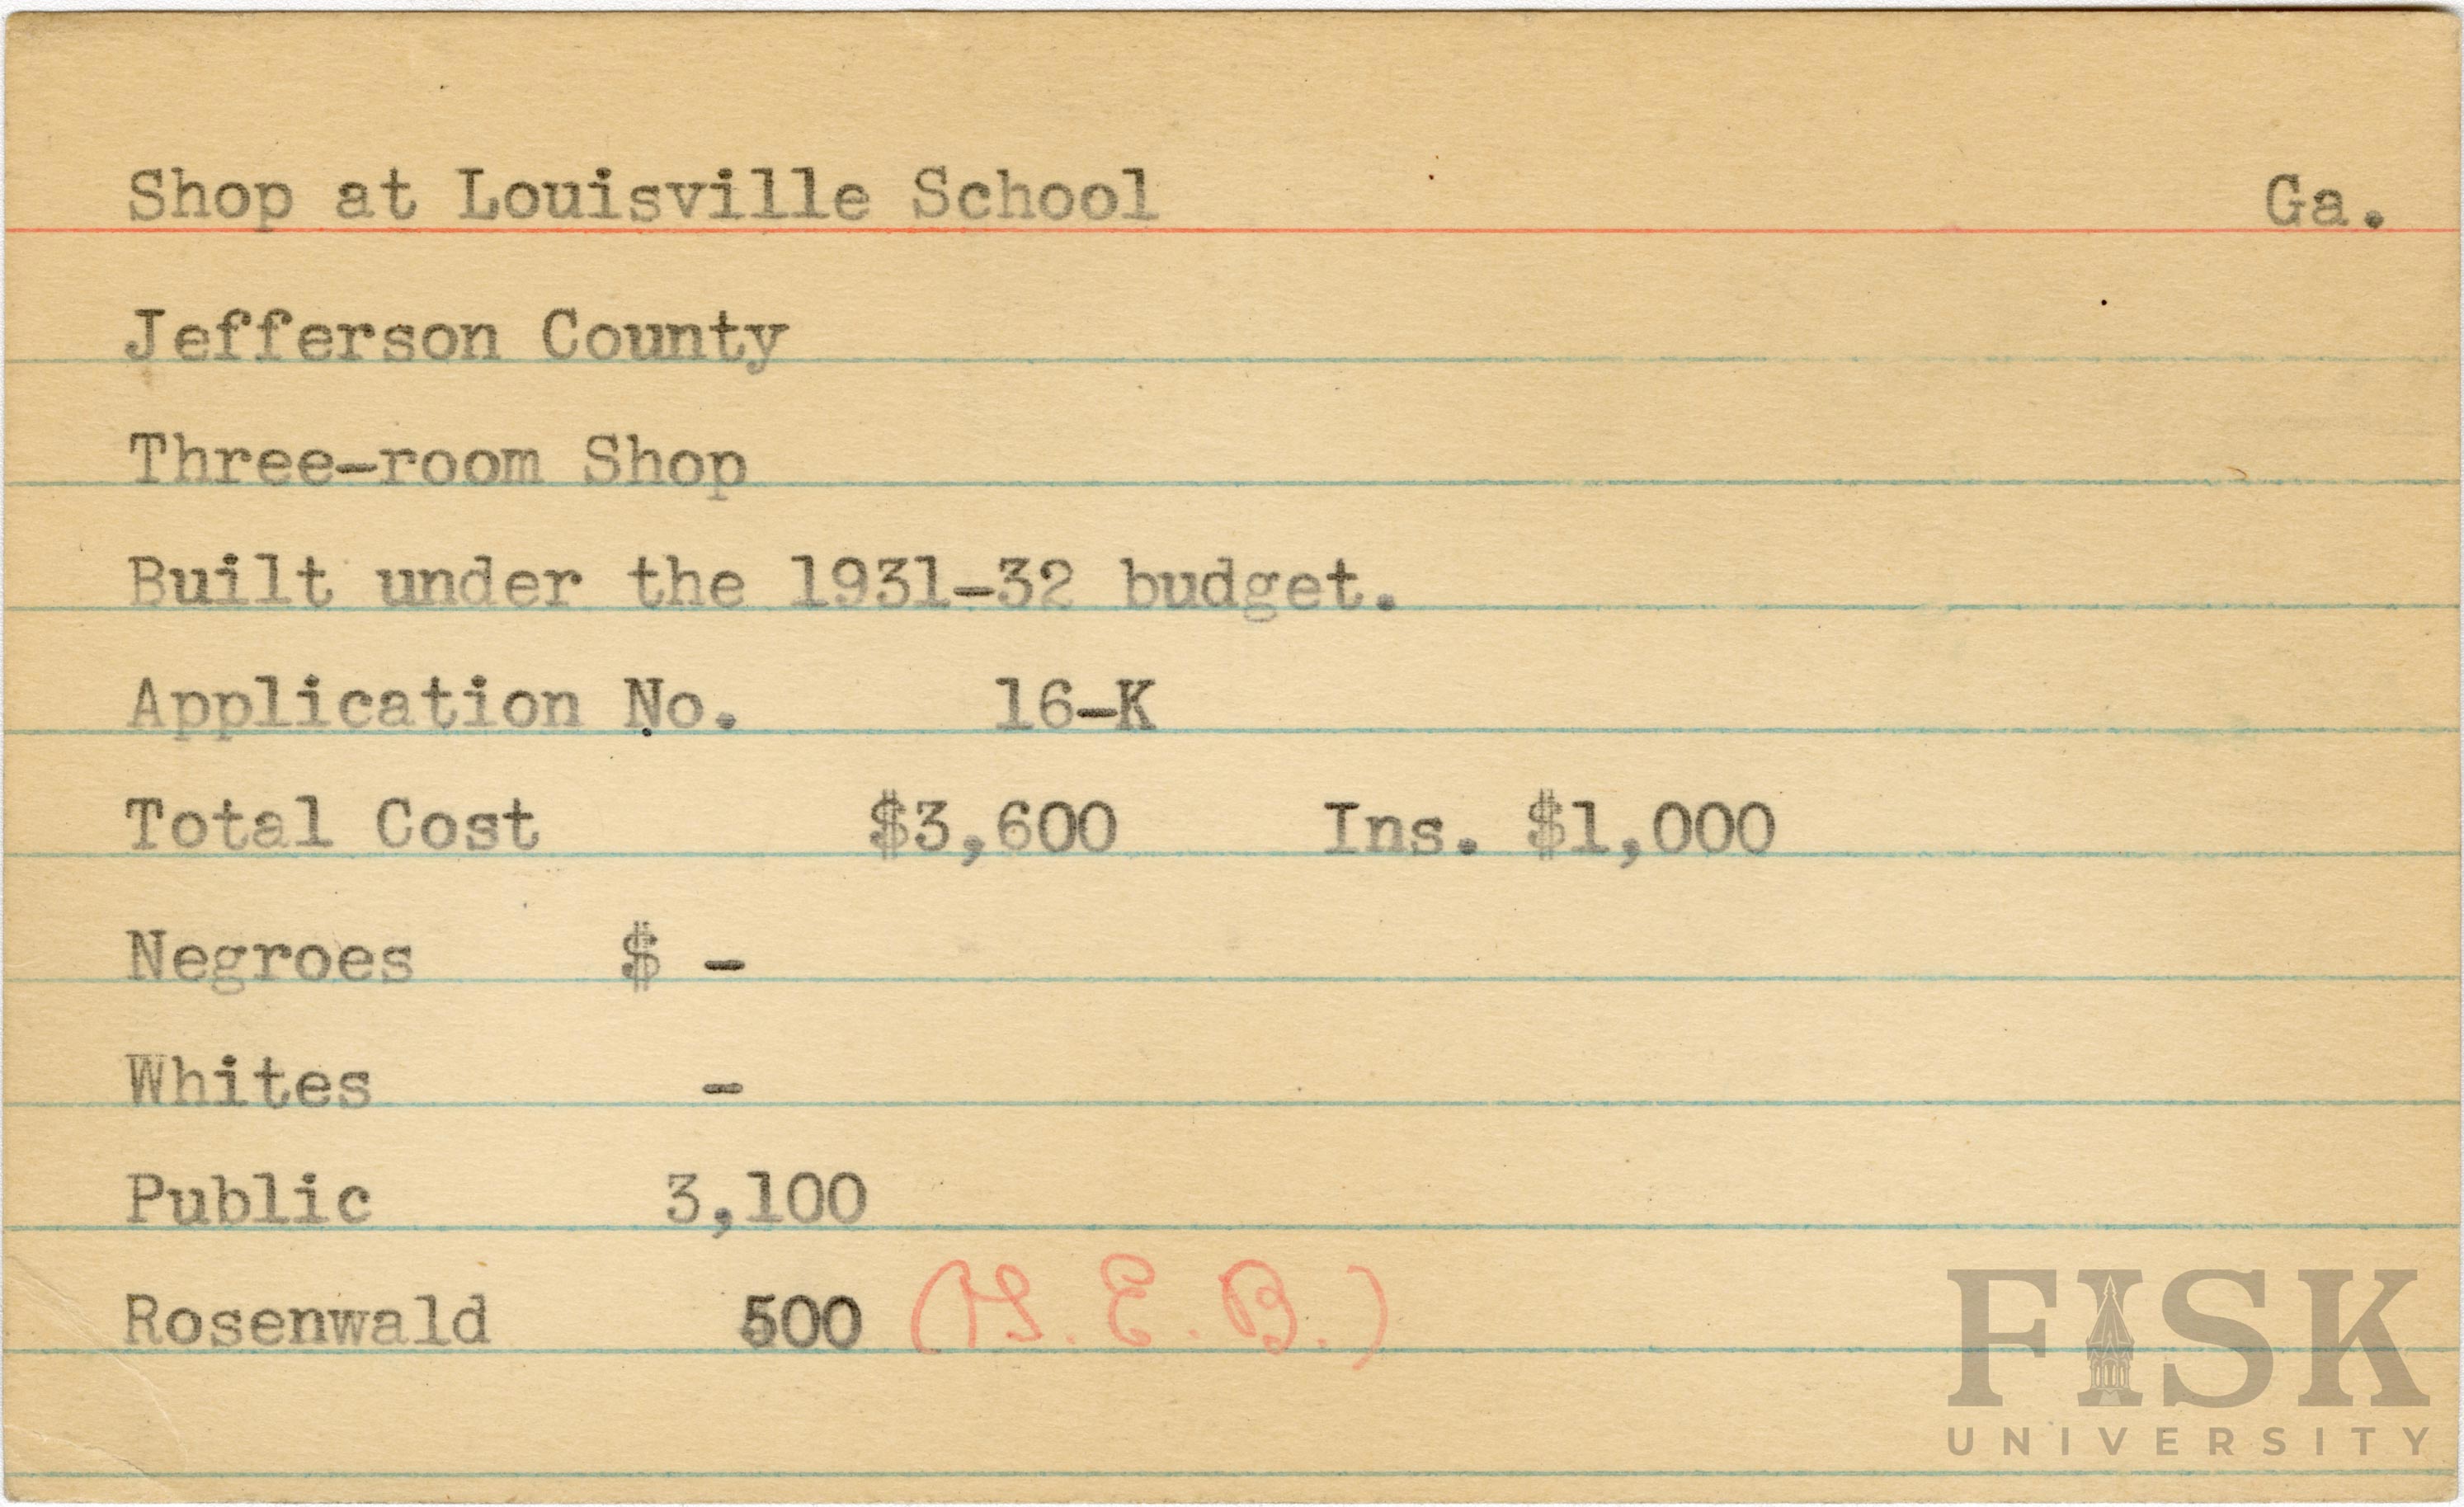 Shop at Louisville School Ga.
Jefferson County
Three-room Shop
Built under the 1931-32 budget.
Application No. 16-K
Total Cost $3,600 Ins. $1,000
Negroes $ -
Whites -
Public 3,100
Rosenwald 500 (G. E. B.)
FISK
UNIVERSITY